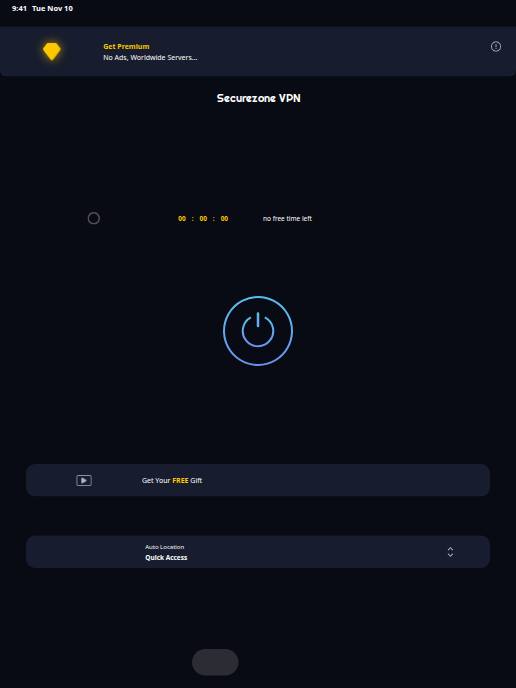 9:41 Tue Nov 10
Get Premium
No Ads, Worldwide Servers...
Securezone VPN
00 : 00 : 00 no free time left
Get Your FREE Gift
Auto Location
Quick Access